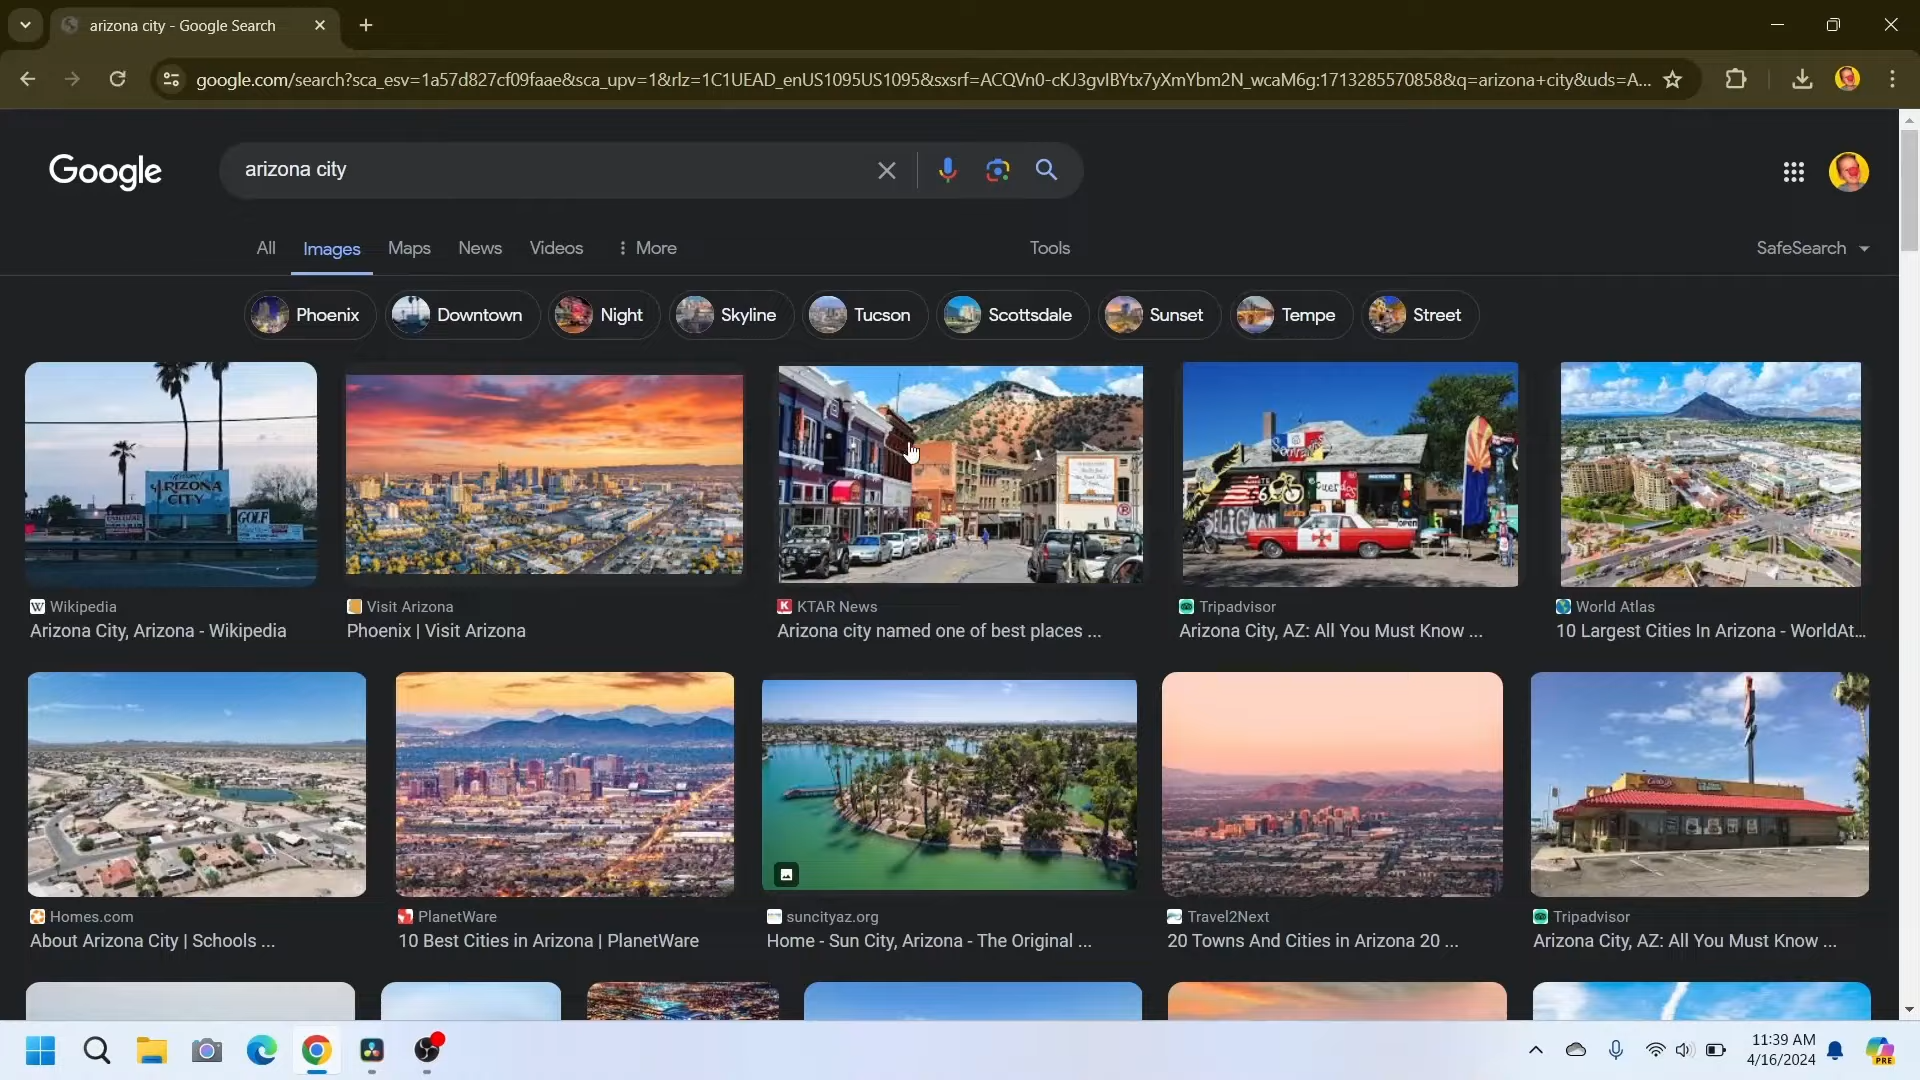 arizona city - Google Search
google.com/search?sca_esv=1a57d827cf09faae&sca_upv=1&rlz=1C1UEAD_enUS1095US1095&sxsrf=ACQVn0-cKJ3gvlBYtx7yXmYbm2N_wcaM6g:1713285570858&q=arizona+city&uds=A...
Google
arizona city
All Images Maps News Videos More Tools SafeSearch
Phoenix Downtown Night Skyline Tucson Scottsdale Sunset Tempe Street
ARIZONA
CITY
GOLF
SELIGMAN
66
W Wikipedia Visit Arizona K KTAR News Tripadvisor World Atlas
Arizona City, Arizona - Wikipedia Phoenix | Visit Arizona Arizona city named one of best places ... Arizona City, AZ: All You Must Know ... 10 Largest Cities In Arizona - WorldAt...
Homes.com PlanetWare suncityaz.org Travel2Next Tripadvisor
About Arizona City | Schools ... 10 Best Cities in Arizona | PlanetWare Home - Sun City, Arizona - The Original ... 20 Towns And Cities in Arizona 20 ... Arizona City, AZ: All You Must Know ...
11:39 AM
4/16/2024
PRE